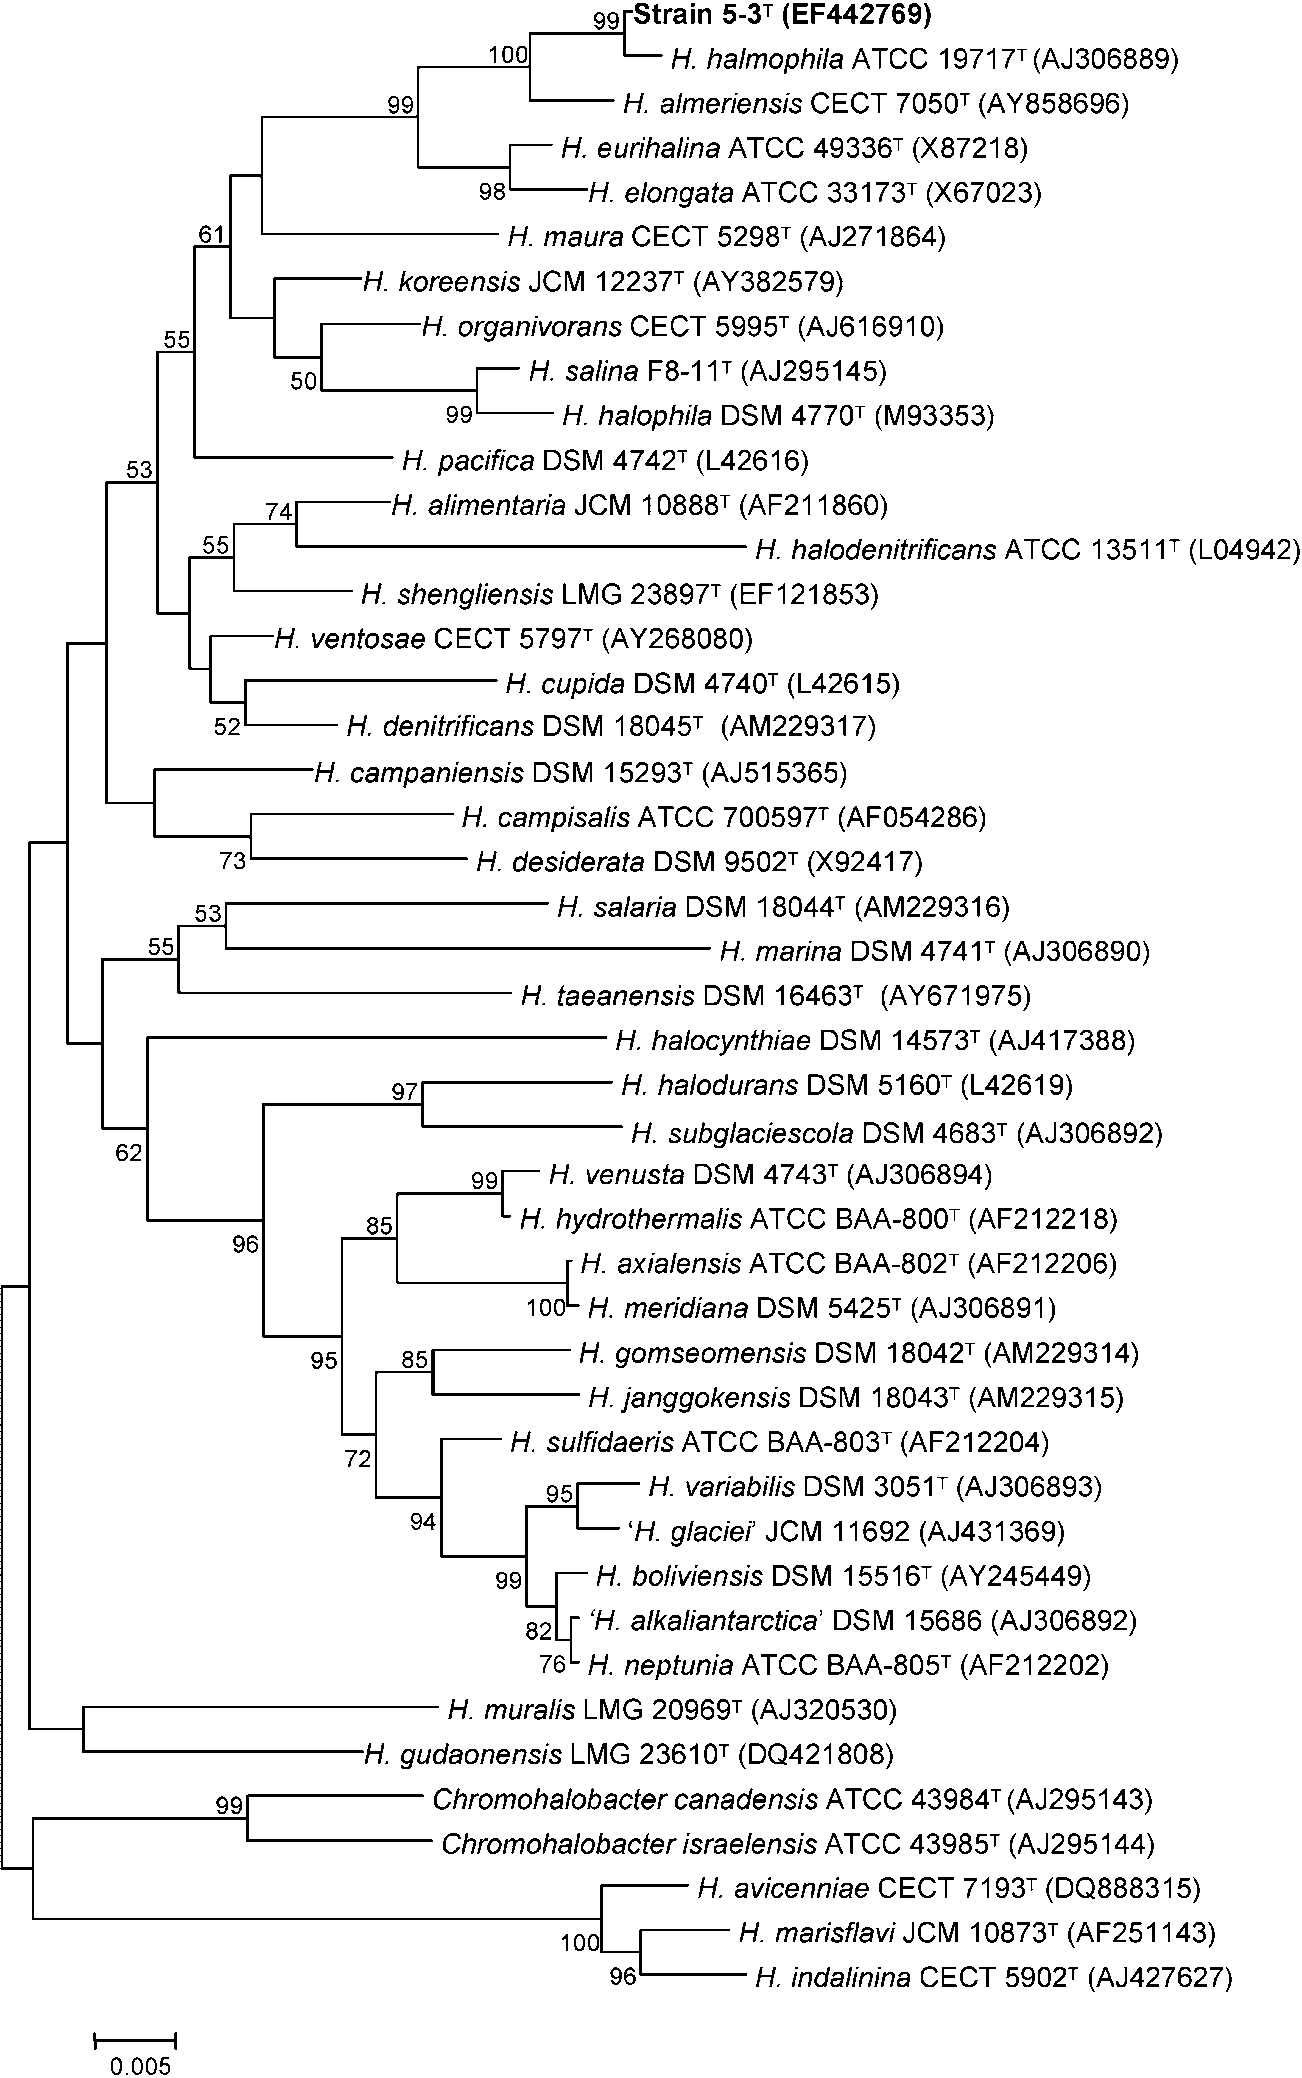 99 Strain 5-3ᵀ (EF442769)
100 H. halmophila ATCC 19717ᵀ (AJ306889)
99 H. almeriensis CECT 7050ᵀ (AY858696)
H. eurihalina ATCC 49336ᵀ (X87218)
98 H. elongata ATCC 33173ᵀ (X67023)
61 H. maura CECT 5298ᵀ (AJ271864)
H. koreensis JCM 12237ᵀ (AY382579)
55 H. organivorans CECT 5995ᵀ (AJ616910)
50 H. salina F8-11ᵀ (AJ295145)
99 H. halophila DSM 4770ᵀ (M93353)
53 H. pacifica DSM 4742ᵀ (L42616)
74 H. alimentaria JCM 10888ᵀ (AF211860)
55 H. halodenitrificans ATCC 13511ᵀ (L04942)
H. shengliensis LMG 23897ᵀ (EF121853)
H. ventosae CECT 5797ᵀ (AY268080)
H. cupida DSM 4740ᵀ (L42615)
52 H. denitrificans DSM 18045ᵀ (AM229317)
H. campaniensis DSM 15293ᵀ (AJ515365)
H. campisalis ATCC 700597ᵀ (AF054286)
73 H. desiderata DSM 9502ᵀ (X92417)
53 H. salaria DSM 18044ᵀ (AM229316)
55 H. marina DSM 4741ᵀ (AJ306890)
H. taeanensis DSM 16463ᵀ (AY671975)
H. halocynthiae DSM 14573ᵀ (AJ417388)
97 H. halodurans DSM 5160ᵀ (L42619)
62 H. subglaciescola DSM 4683ᵀ (AJ306892)
99 H. venusta DSM 4743ᵀ (AJ306894)
85 H. hydrothermalis ATCC BAA-800ᵀ (AF212218)
96 H. axialensis ATCC BAA-802ᵀ (AF212206)
100 H. meridiana DSM 5425ᵀ (AJ306891)
95 85 H. gomseomensis DSM 18042ᵀ (AM229314)
H. janggokensis DSM 18043ᵀ (AM229315)
72 H. sulfidaeris ATCC BAA-803ᵀ (AF212204)
95 H. variabilis DSM 3051ᵀ (AJ306893)
94 ‘H. glaciei’ JCM 11692 (AJ431369)
99 H. boliviensis DSM 15516ᵀ (AY245449)
82 ‘H. alkaliantarctica’ DSM 15686 (AJ306892)
76 H. neptunia ATCC BAA-805ᵀ (AF212202)
H. muralis LMG 20969ᵀ (AJ320530)
H. gudaonensis LMG 23610ᵀ (DQ421808)
99 Chromohalobacter canadensis ATCC 43984ᵀ (AJ295143)
Chromohalobacter israelensis ATCC 43985ᵀ (AJ295144)
H. avicenniae CECT 7193ᵀ (DQ888315)
100 H. marisflavi JCM 10873ᵀ (AF251143)
96 H. indalinina CECT 5902ᵀ (AJ427627)
0.005